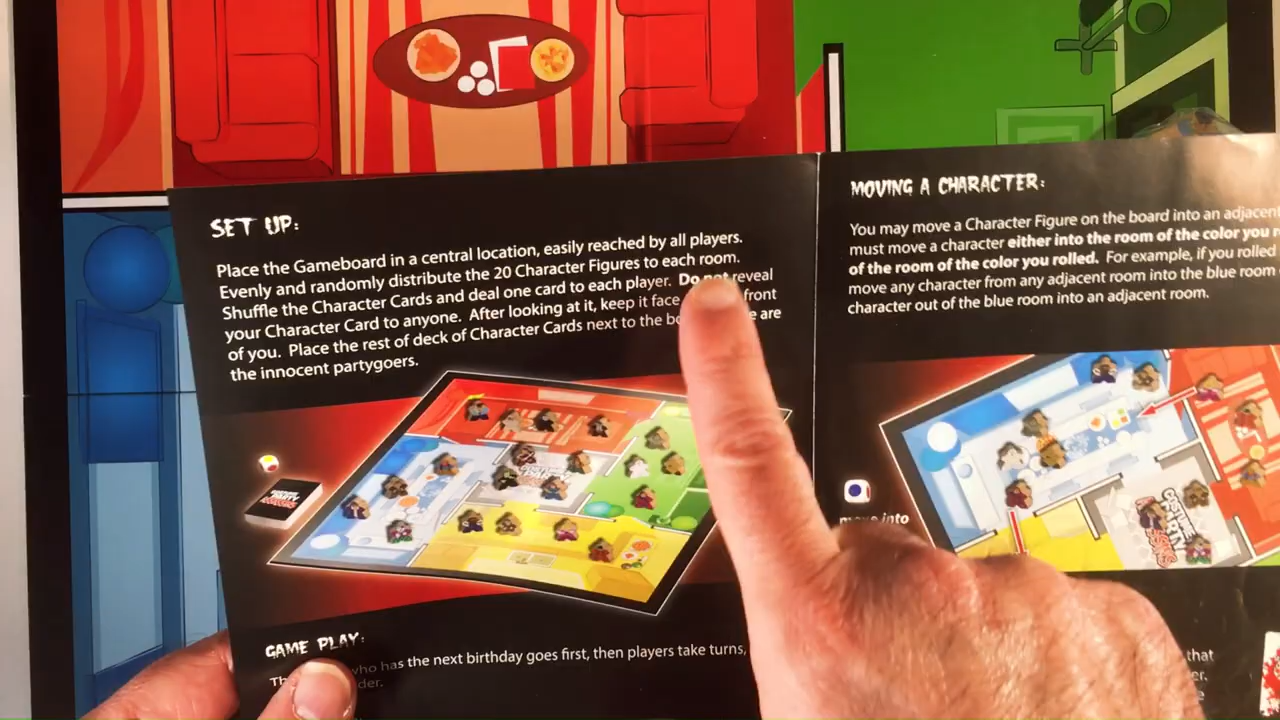 SET UP:
Place the Gameboard in a central location, easily reached by all players.
Evenly and randomly distribute the 20 Character Figures to each room.
Shuffle the Character Cards and deal one card to each player. Do not reveal
your Character Card to anyone. After looking at it, keep it face front
of you. Place the rest of deck of Character Cards next to the are
the innocent partygoers.
GAME PLAY:
who has the next birthday goes first, then players take turns,
MOVING A CHARACTER:
You may move a Character Figure on the board into an adjacent
must move a character either into the room of the color you
of the room of the color you rolled. For example, if you rolled
move any character from any adjacent room into the blue room
character out of the blue room into an adjacent room.
move into
that